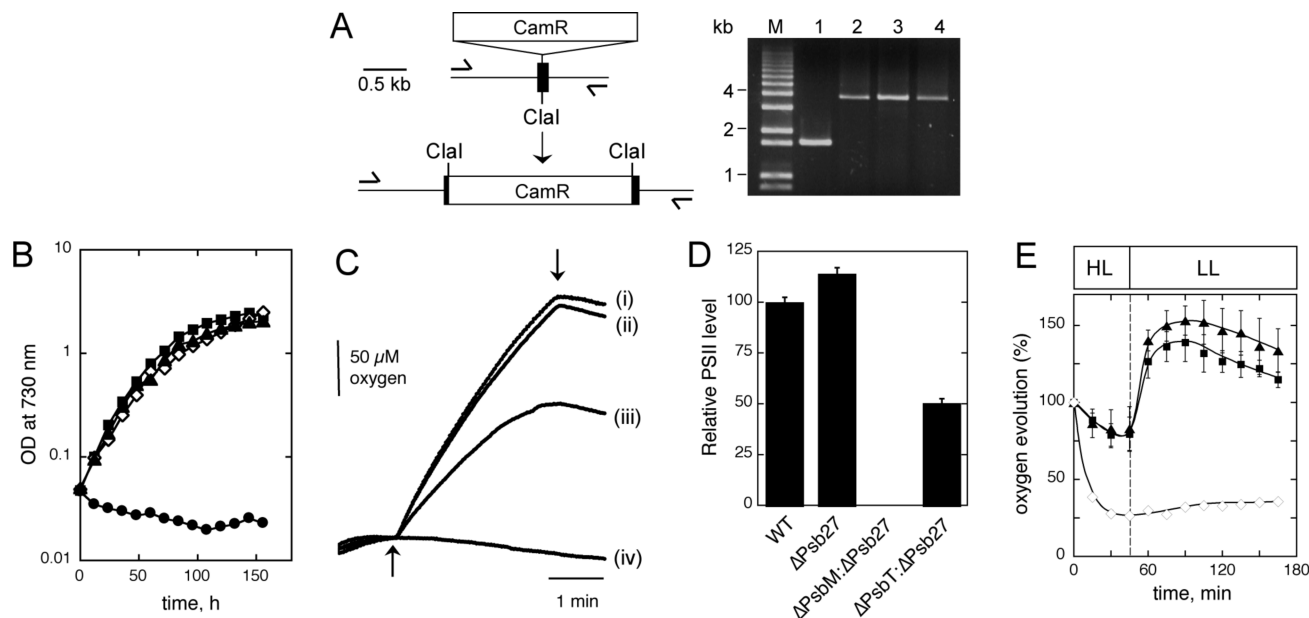 A
CamR
0.5 kb
ClaI
ClaI
ClaI
CamR
kb
M 1 2 3 4
4
2
1
B
OD at 730 nm
10
1
0.1
0.01
0 50 100 150
time, h
C
50 µM
oxygen
(i)
(ii)
(iii)
(iv)
1 min
D
Relative PSII level
125
100
75
50
25
0
WT
ΔPsb27
ΔPsbM:ΔPsb27
ΔPsbT:ΔPsb27
E
HL
LL
oxygen evolution (%)
150
100
50
0
0 60 120 180
time, min